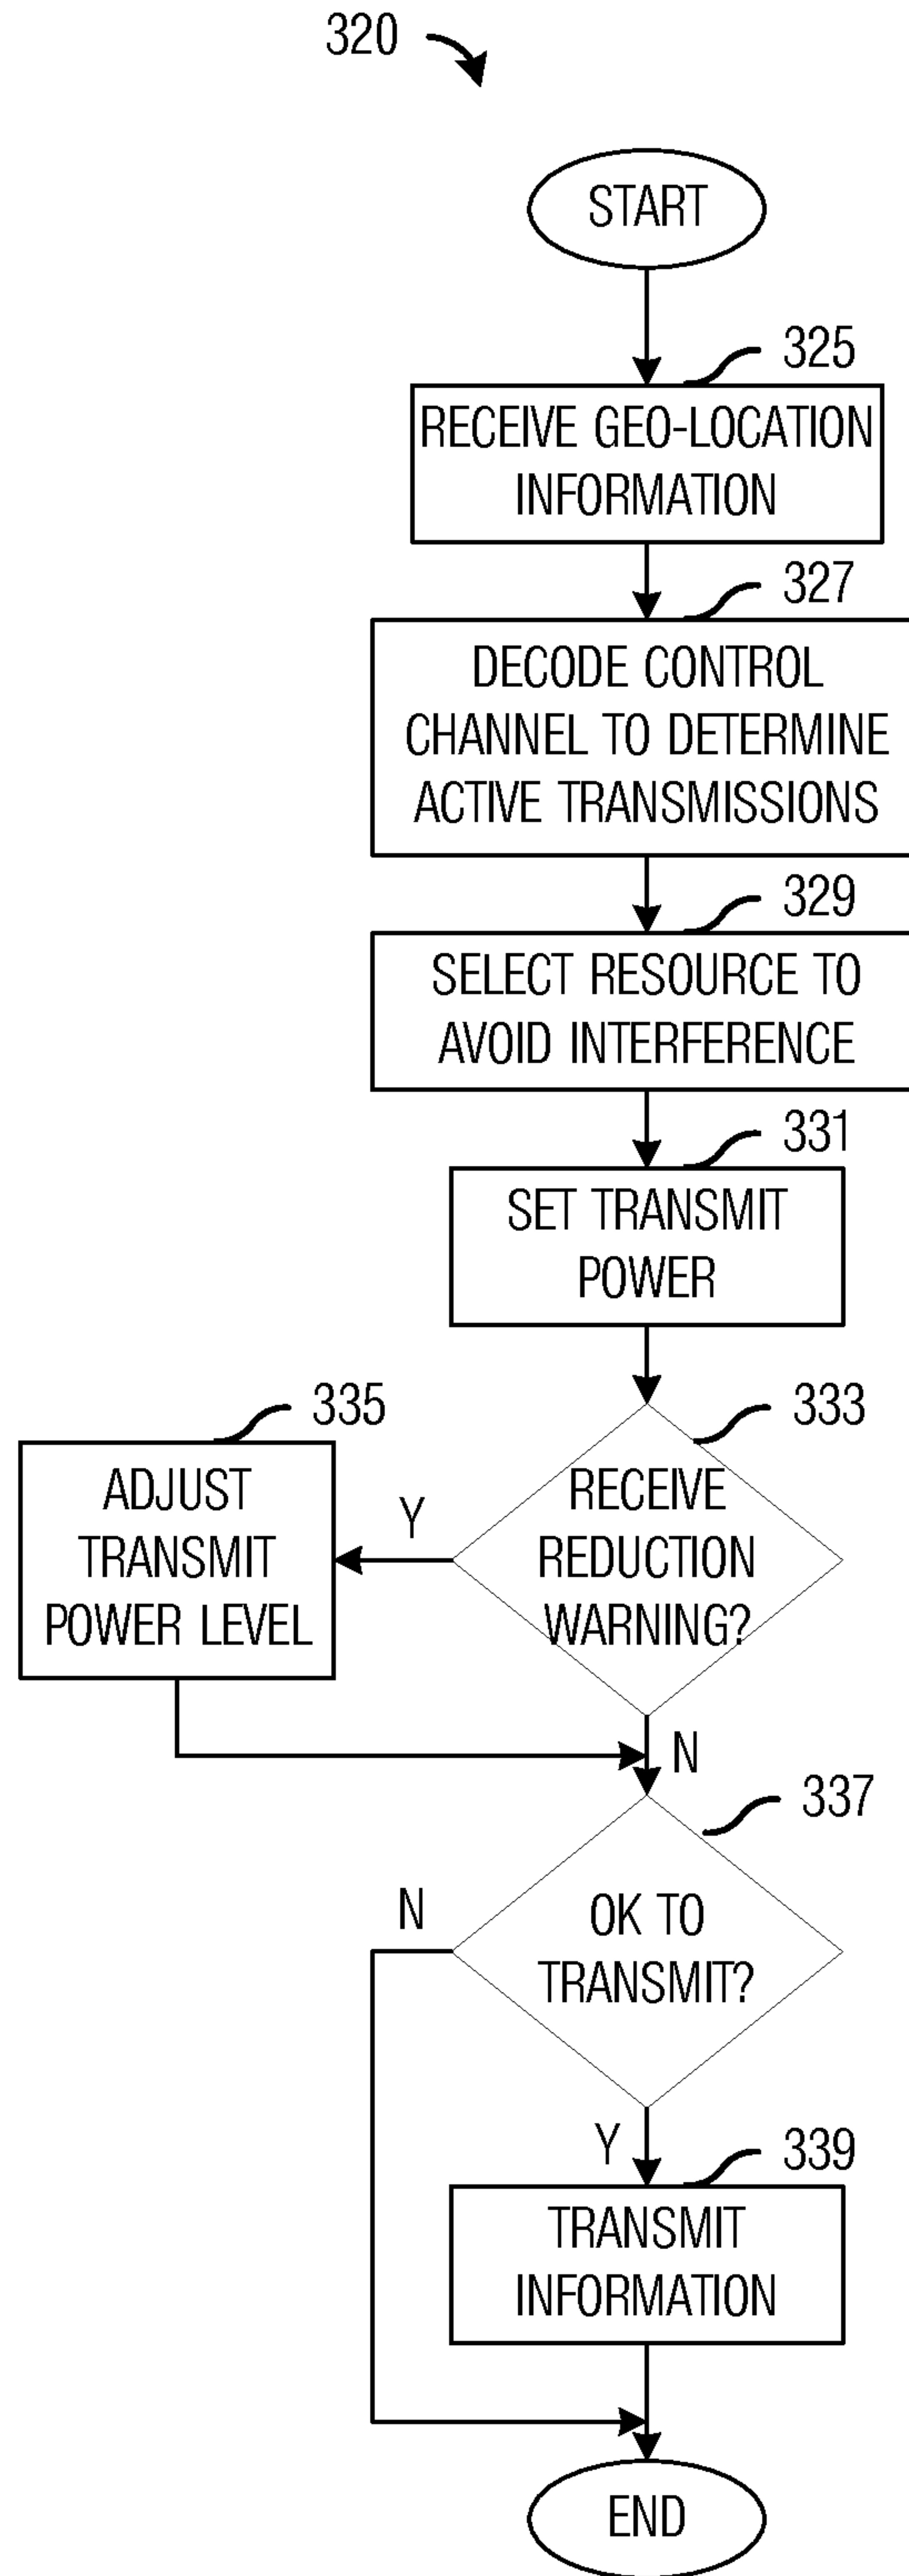 320
START
325
RECEIVE GEO-LOCATION
INFORMATION
327
DECODE CONTROL
CHANNEL TO DETERMINE
ACTIVE TRANSMISSIONS
329
SELECT RESOURCE TO
AVOID INTERFERENCE
331
SET TRANSMIT
POWER
335
333
ADJUST
TRANSMIT
POWER LEVEL
Y
RECEIVE
REDUCTION
WARNING?
N
337
N
OK TO
TRANSMIT?
Y
339
TRANSMIT
INFORMATION
END